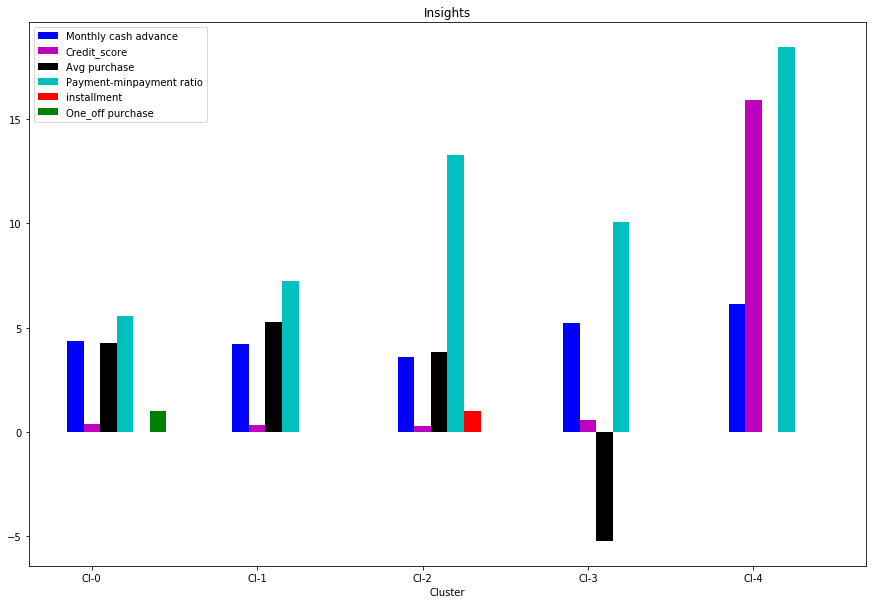 Insights
Monthly cash advance
Credit_score
Avg purchase
Payment-minpayment ratio
installment
One_off purchase
15
10
5
0
−5
Cl-0 Cl-1 Cl-2 Cl-3 Cl-4
Cluster